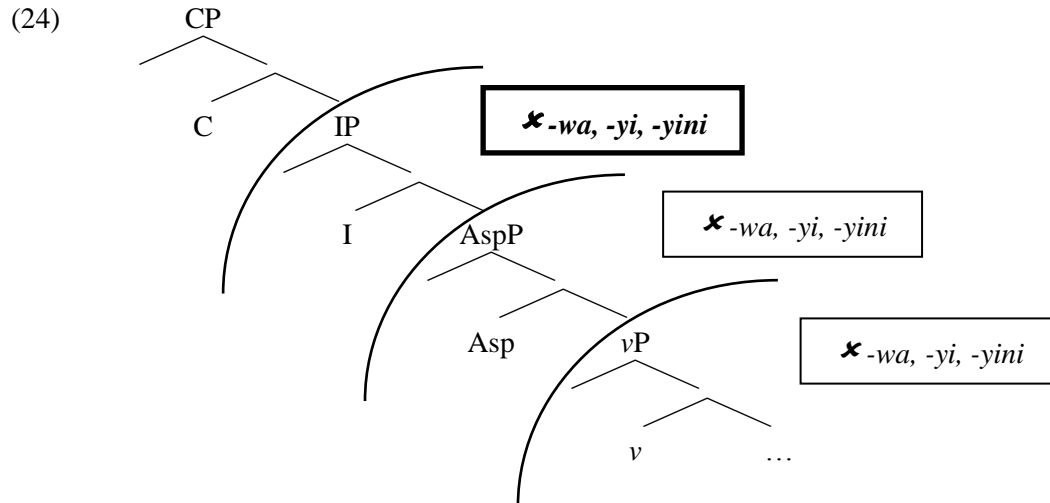 (24)
CP
C
IP
✘ -wa, -yi, -yini
I
AspP
✘ -wa, -yi, -yini
Asp
vP
✘ -wa, -yi, -yini
v
…